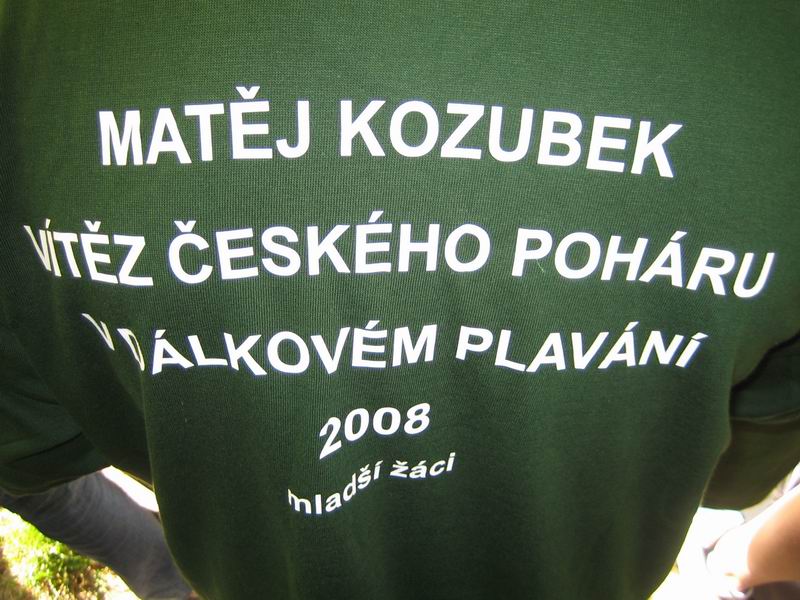 MATĚJ KOZUBEK
VÍTĚZ ČESKÉHO POHÁRU
V DÁLKOVÉM PLAVÁNÍ
2008
mladší žáci